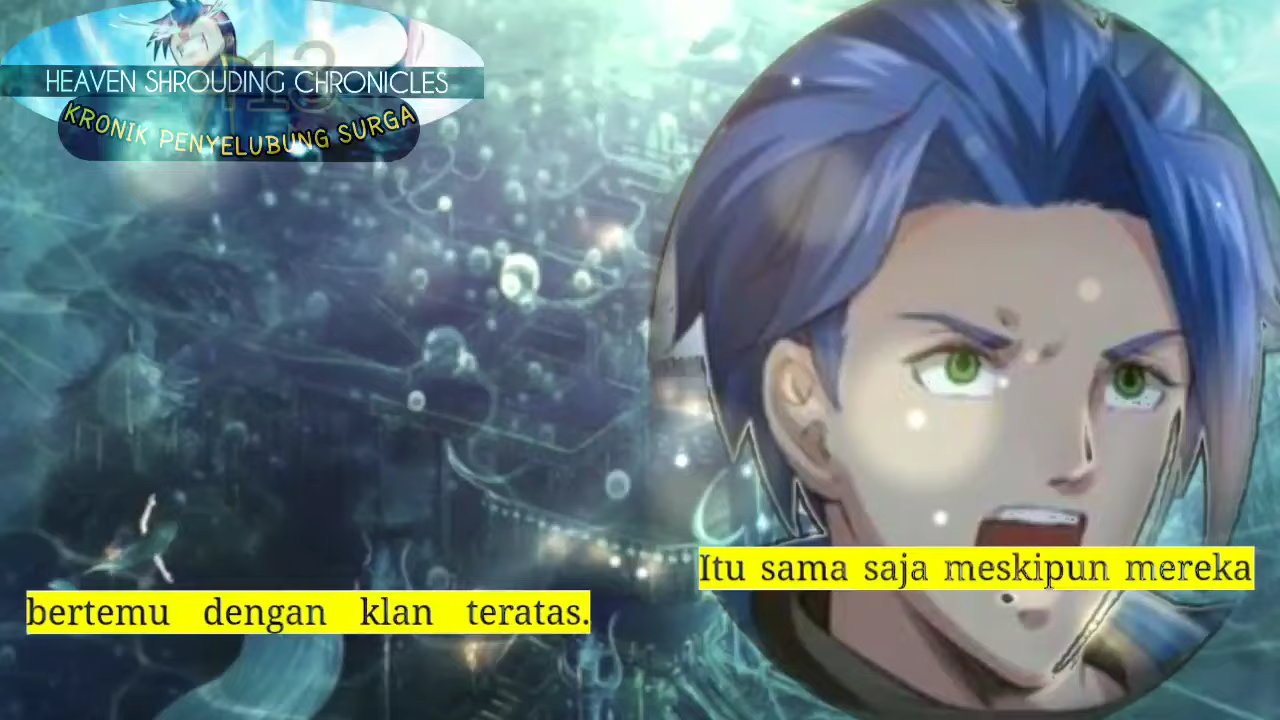 HEAVEN SHROUDING CHRONICLES
KRONIK PENYELUBUNG SURGA
Itu sama saja meskipun mereka
bertemu dengan klan teratas.